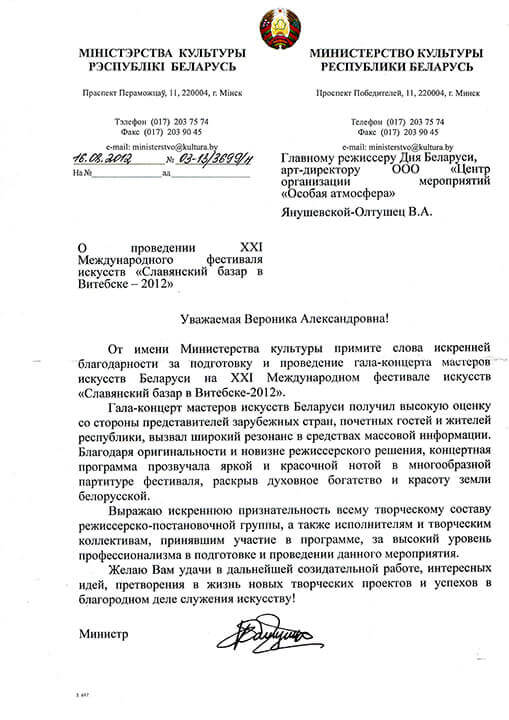 МІНІСТЭРСТВА КУЛЬТУРЫ
РЭСПУБЛІКІ БЕЛАРУСЬ
Праспект Пераможцаў, 11, 220004, г. Мінск
Тэлефон (017) 203 75 74
Факс (017) 203 90 45
e-mail: ministerstvo@kultura.by
МИНИСТЕРСТВО КУЛЬТУРЫ
РЕСПУБЛИКИ БЕЛАРУСЬ
Проспект Победителей, 11, 220004, г. Минск
Телефон (017) 203 75 74
Факс (017) 203 90 45
e-mail: ministerstvo@kultura.by
16.08.2012 № 03-13/3699/н
На № ад
Главному режиссеру Дня Беларуси,
арт-директору ООО «Центр
организации мероприятий
«Особая атмосфера»
Янушевской-Олтушец В.А.
О проведении XXI
Международного фестиваля
искусств «Славянский базар в
Витебске – 2012»
Уважаемая Вероника Александровна!
От имени Министерства культуры примите слова искренней
благодарности за подготовку и проведение гала-концерта мастеров
искусств Беларуси на XXI Международном фестивале искусств
«Славянский базар в Витебске-2012».
Гала-концерт мастеров искусств Беларуси получил высокую оценку
со стороны представителей зарубежных стран, почетных гостей и жителей
республики, вызвал широкий резонанс в средствах массовой информации.
Благодаря оригинальности и новизне режиссерского решения, концертная
программа прозвучала яркой и красочной нотой в многообразной
партитуре фестиваля, раскрыв духовное богатство и красоту земли
белорусской.
Выражаю искреннюю признательность всему творческому составу
режиссерско-постановочной группы, а также исполнителям и творческим
коллективам, принявшим участие в программе, за высокий уровень
профессионализма в подготовке и проведении данного мероприятия.
Желаю Вам удачи в дальнейшей созидательной работе, интересных
идей, претворения в жизнь новых творческих проектов и успехов в
благородном деле служения искусству!
Министр